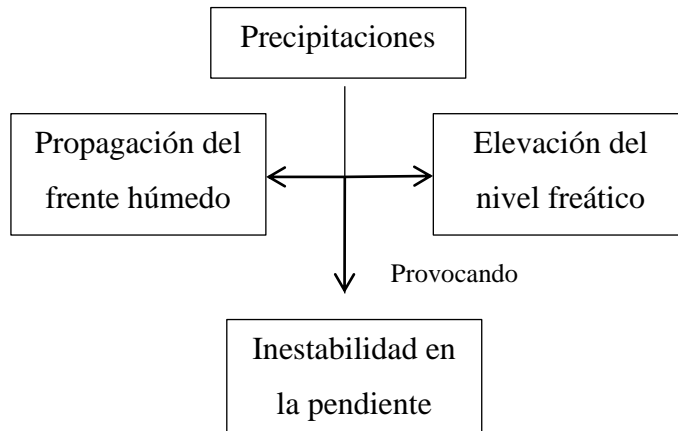 Precipitaciones
Propagación del
frente húmedo
Elevación del
nivel freático
Provocando
Inestabilidad en
la pendiente